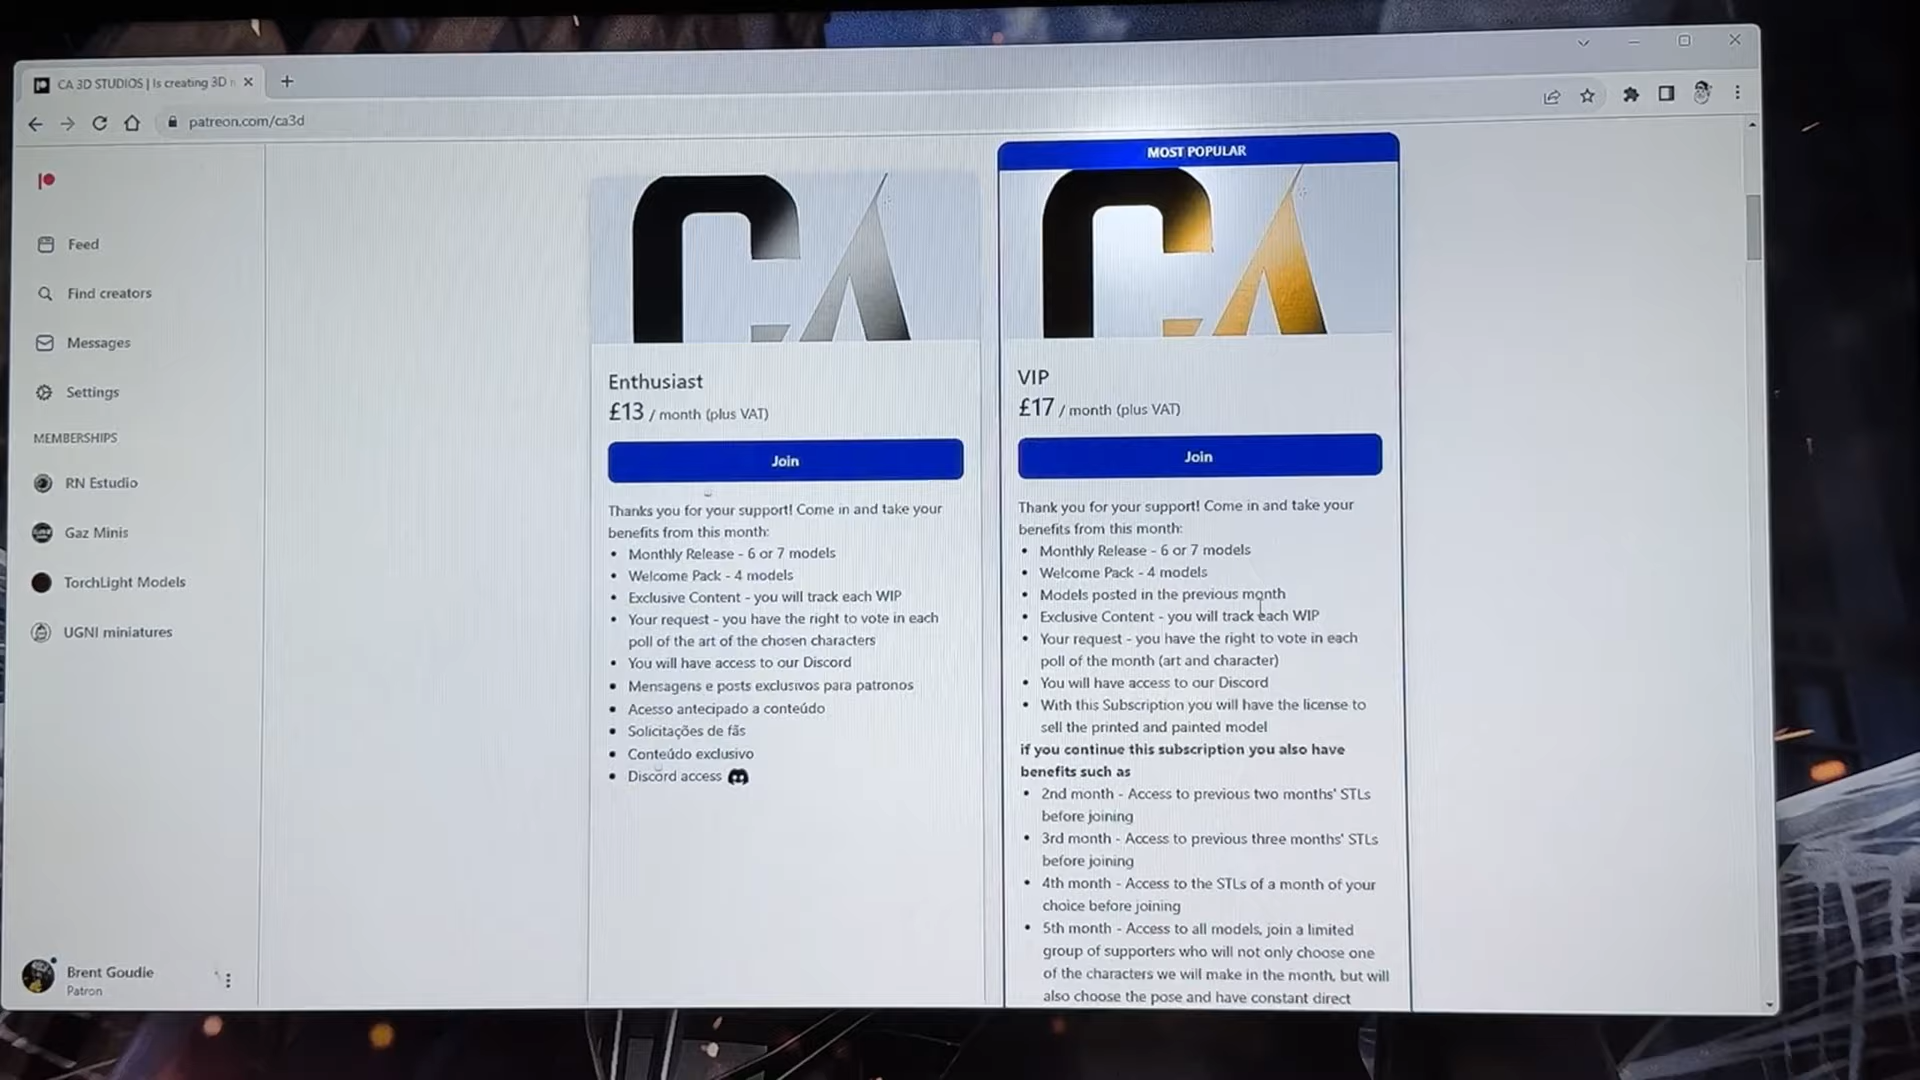 CA 3D STUDIOS | Is creating 3D
patreon.com/ca3d
Feed
Find creators
Messages
Settings
MEMBERSHIPS
RN Estudio
Gaz Minis
TorchLight Models
UGNI miniatures
Brent Goudie
Patron
CA
Enthusiast
£13 / month (plus VAT)
Join
Thanks you for your support! Come in and take your
benefits from this month:
• Monthly Release - 6 or 7 models
• Welcome Pack - 4 models
• Exclusive Content - you will track each WIP
• Your request - you have the right to vote in each
poll of the art of the chosen characters
• You will have access to our Discord
• Mensagens e posts exclusivos para patronos
• Acesso antecipado a conteúdo
• Solicitações de fãs
• Conteúdo exclusivo
• Discord access
MOST POPULAR
CA
VIP
£17 / month (plus VAT)
Join
Thank you for your support! Come in and take your
benefits from this month:
• Monthly Release - 6 or 7 models
• Welcome Pack - 4 models
• Models posted in the previous month
• Exclusive Content - you will track each WIP
• Your request - you have the right to vote in each
poll of the month (art and character)
• You will have access to our Discord
• With this Subscription you will have the license to
sell the printed and painted model
if you continue this subscription you also have
benefits such as
• 2nd month - Access to previous two months' STLs
before joining
• 3rd month - Access to previous three months' STLs
before joining
• 4th month - Access to the STLs of a month of your
choice before joining
• 5th month - Access to all models, join a limited
group of supporters who will not only choose one
of the characters we will make in the month, but will
also choose the pose and have constant direct